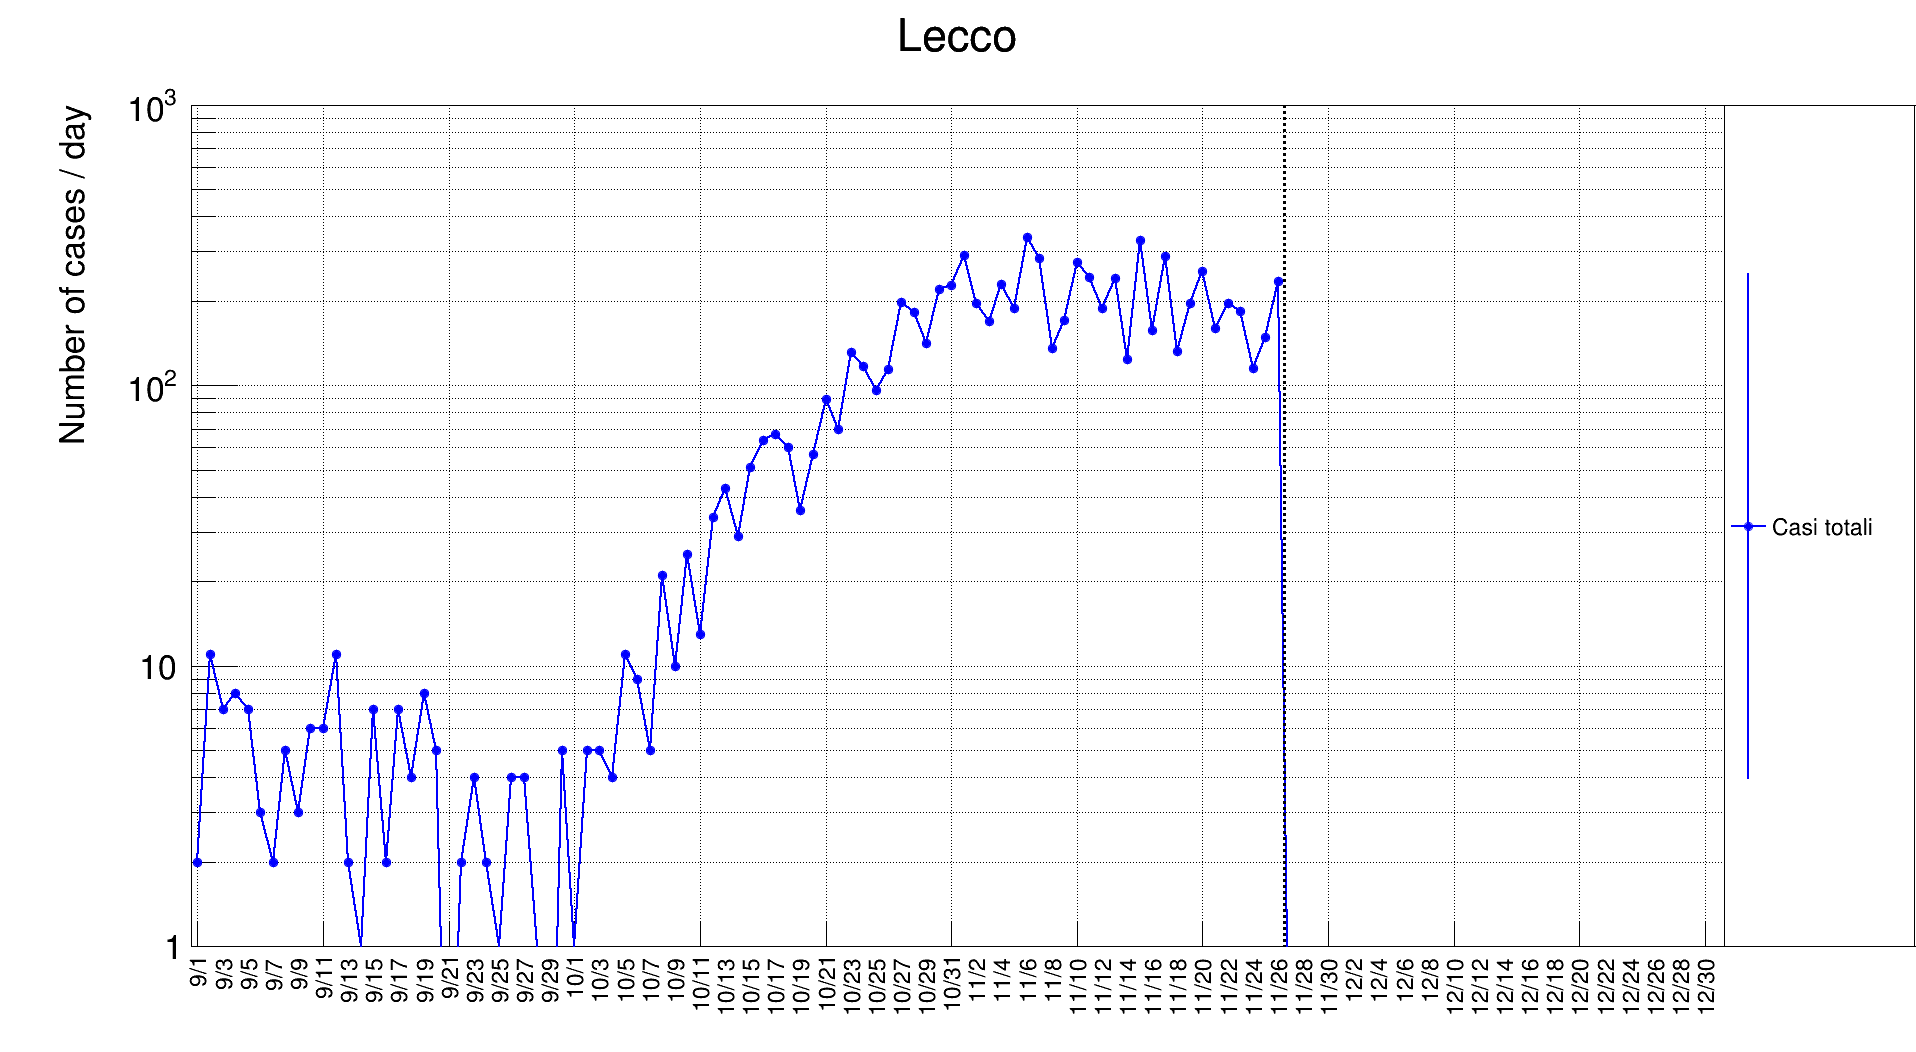 Lecco
Number of cases / day
10³
10²
10
1
9/1 9/3 9/5 9/7 9/9 9/11 9/13 9/15 9/17 9/19 9/21 9/23 9/25 9/27 9/29 10/1 10/3 10/5 10/7 10/9 10/11 10/13 10/15 10/17 10/19 10/21 10/23 10/25 10/27 10/29 10/31 11/2 11/4 11/6 11/8 11/10 11/12 11/14 11/16 11/18 11/20 11/22 11/24 11/26 11/28 11/30 12/2 12/4 12/6 12/8 12/10 12/12 12/14 12/16 12/18 12/20 12/22 12/24 12/26 12/28 12/30
Casi totali